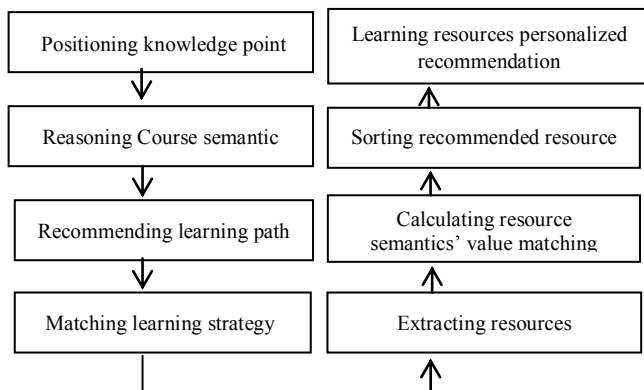 Positioning knowledge point
Reasoning Course semantic
Recommending learning path
Matching learning strategy
Learning resources personalized
recommendation
Sorting recommended resource
Calculating resource
semantics’ value matching
Extracting resources